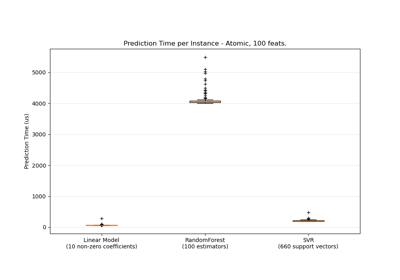 Prediction Time per Instance - Atomic, 100 feats.
Prediction Time (us)
5000
4000
3000
2000
1000
0
Linear Model
(10 non-zero coefficients)
RandomForest
(100 estimators)
SVR
(660 support vectors)